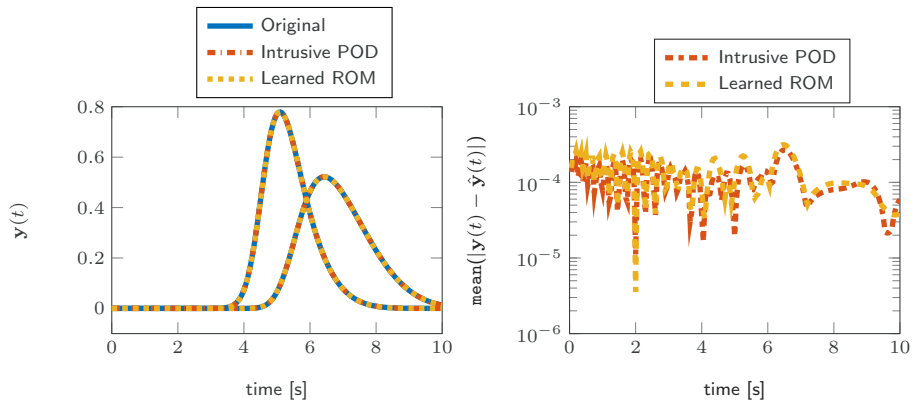 Original
Intrusive POD
Learned ROM
0.8
0.6
0.4
0.2
0
y(t)
0 2 4 6 8 10
time [s]
Intrusive POD
Learned ROM
10⁻³
10⁻⁴
10⁻⁵
10⁻⁶
mean(|y(t) − ŷ(t)|)
0 2 4 6 8 10
time [s]